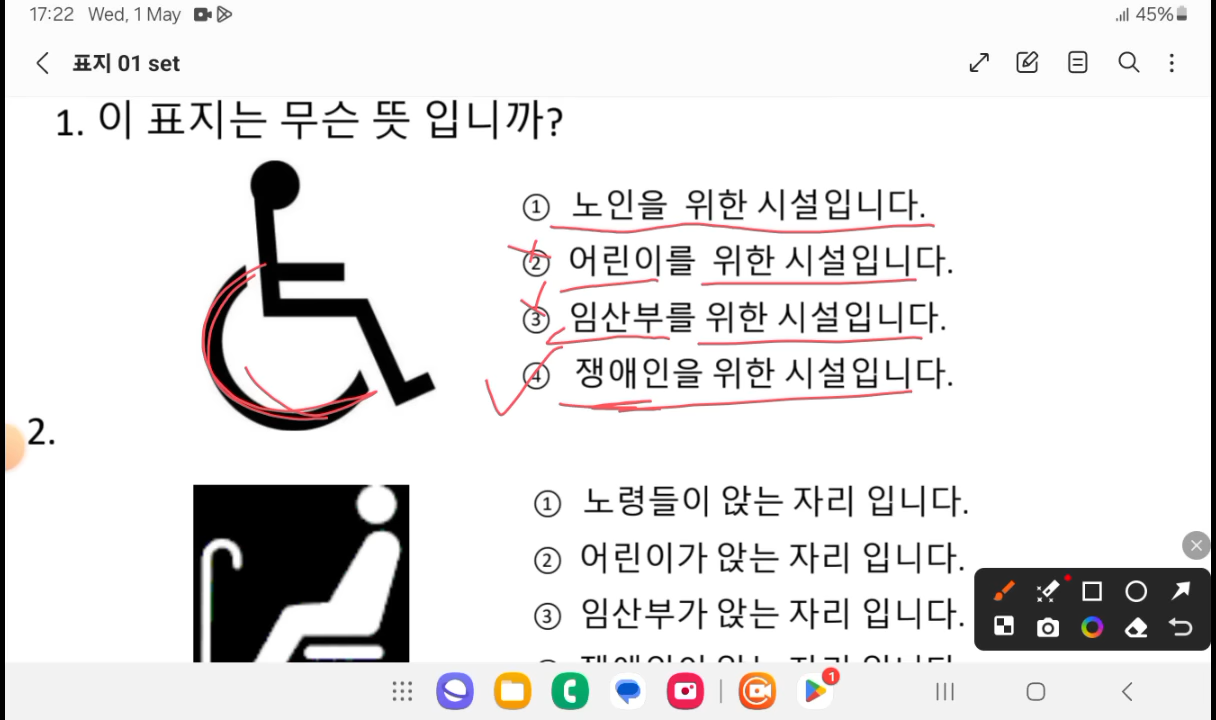 17:22 Wed, 1 May
45%
표지 01 set
1. 이 표지는 무슨 뜻 입니까?
① 노인을 위한 시설입니다.
② 어린이를 위한 시설입니다.
③ 임산부를 위한 시설입니다.
④ 쟁애인을 위한 시설입니다.
2.
① 노령들이 앉는 자리 입니다.
② 어린이가 앉는 자리 입니다.
③ 임산부가 앉는 자리 입니다.
1